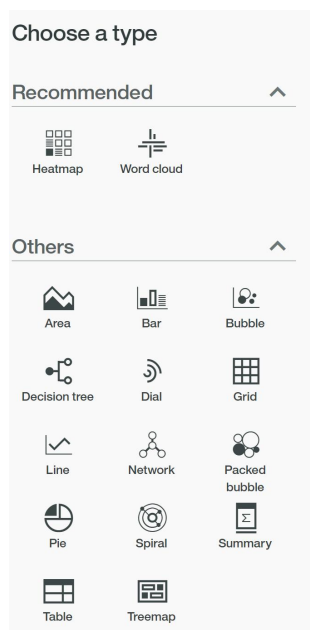 Choose a type
Recommended
Heatmap
Word cloud
Others
Area
Bar
Bubble
Decision tree
Dial
Grid
Line
Network
Packed
bubble
Pie
Spiral
Σ
Summary
Table
Treemap